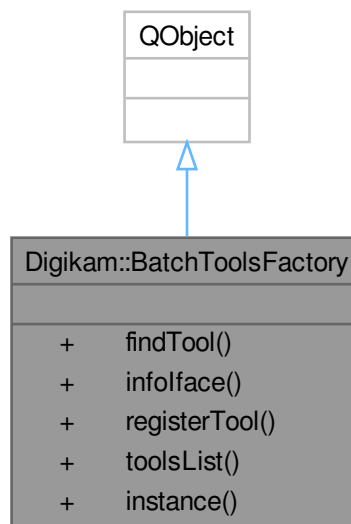 QObject
Digikam::BatchToolsFactory
+ findTool()
+ infoIface()
+ registerTool()
+ toolsList()
+ instance()